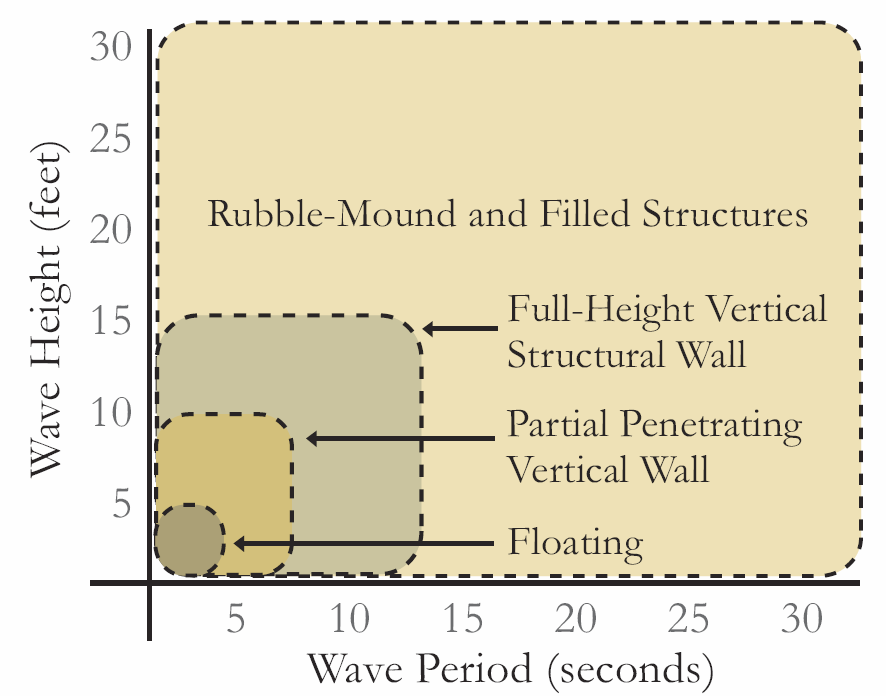 30
25
20
15
10
5
Wave Height (feet)
Rubble-Mound and Filled Structures
Full-Height Vertical
Structural Wall
Partial Penetrating
Vertical Wall
Floating
5 10 15 20 25 30
Wave Period (seconds)